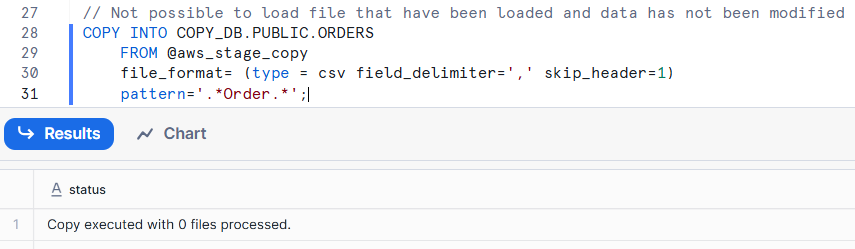 27 // Not possible to load file that have been loaded and data has not been modified
28 COPY INTO COPY_DB.PUBLIC.ORDERS
29 FROM @aws_stage_copy
30 file_format= (type = csv field_delimiter=',' skip_header=1)
31 pattern='.*Order.*';
Results Chart
A status
1 Copy executed with 0 files processed.